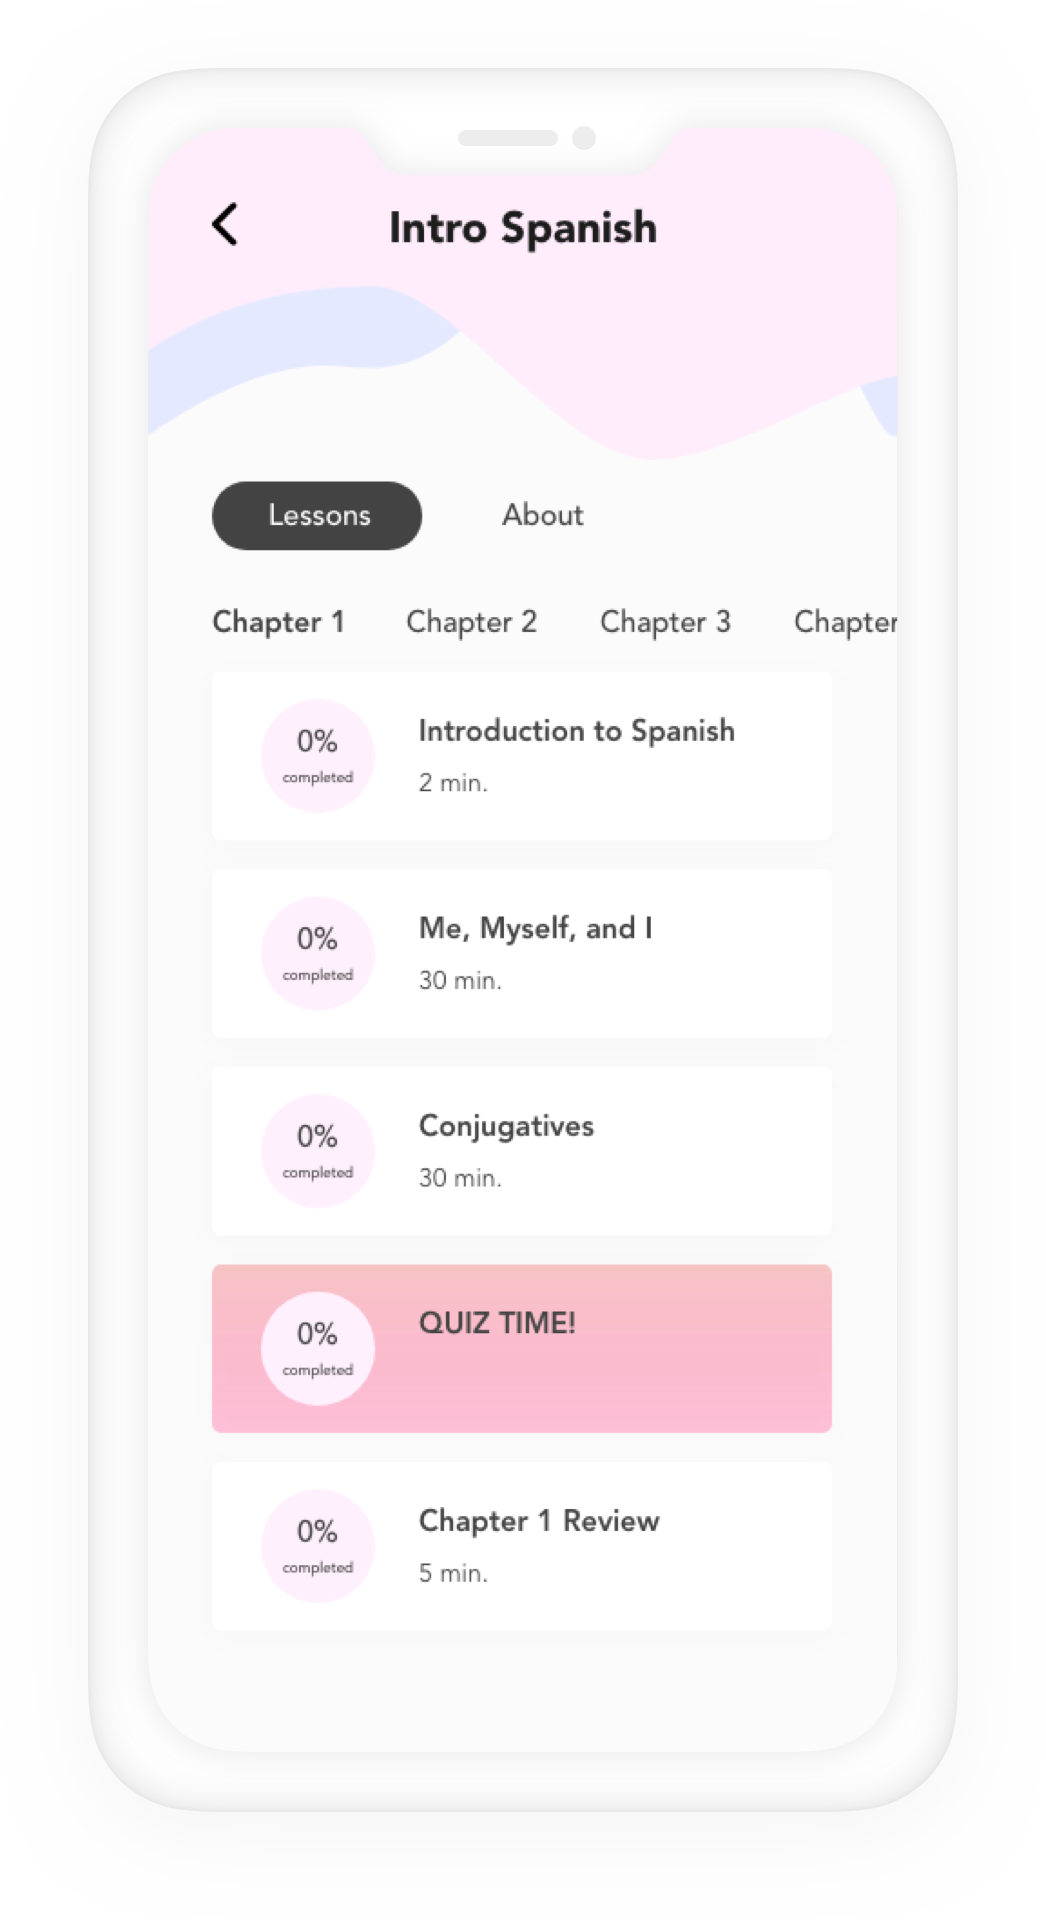 Intro Spanish
Lessons About
Chapter 1 Chapter 2 Chapter 3 Chapter
0%
completed
Introduction to Spanish
2 min.
0%
completed
Me, Myself, and I
30 min.
0%
completed
Conjugatives
30 min.
0%
completed
QUIZ TIME!
0%
completed
Chapter 1 Review
5 min.